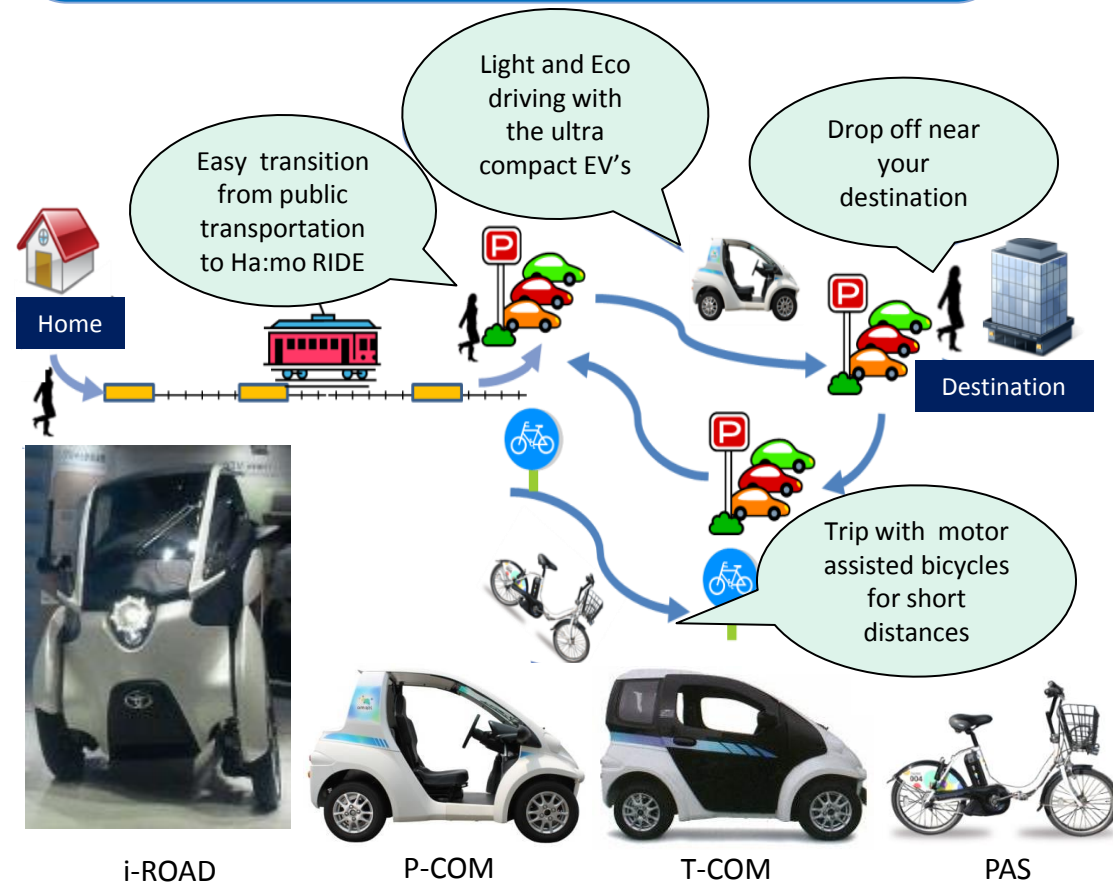 Light and Eco
driving with
the ultra
compact EV's
Drop off near
your
destination
Easy transition
from public
transportation
to Ha:mo RIDE
P
P
Home
Destination
P
Trip with motor
assisted bicycles
for short
distances
904
i-ROAD
P-COM
T-COM
PAS